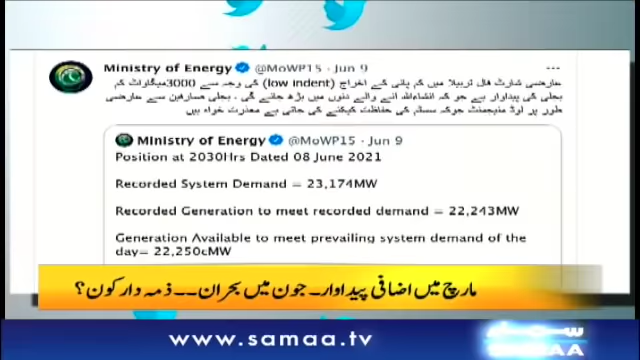 Ministry of Energy @MoWP15 · Jun 9
عارضی شارٹ فال تربیلا میں کم پانی کے اخراج (low indent) کی وجہ سے 3000میگاواٹ کم
بجلی کی پیداوار ہے جو کہ انشاءاللہ آنے والے دنوں میں بڑھ جائے گی . بجلی صارفین سے عارضی
طور پر لوڈ منیجمنٹ جوکہ سسٹم کی حفاظت کیلئے کی جاتی ہے معذرت خواہ ہیں
Ministry of Energy @MoWP15 · Jun 9
Position at 2030Hrs Dated 08 June 2021
Recorded System Demand = 23,174MW
Recorded Generation to meet recorded demand = 22,243MW
Generation Available to meet prevailing system demand of the
day= 22,250cMW
مارچ میں اضافی پیداوار۔ جون میں بحران۔۔ ذمہ دار کون؟
www.samaa.tv
سماء
SAMAA